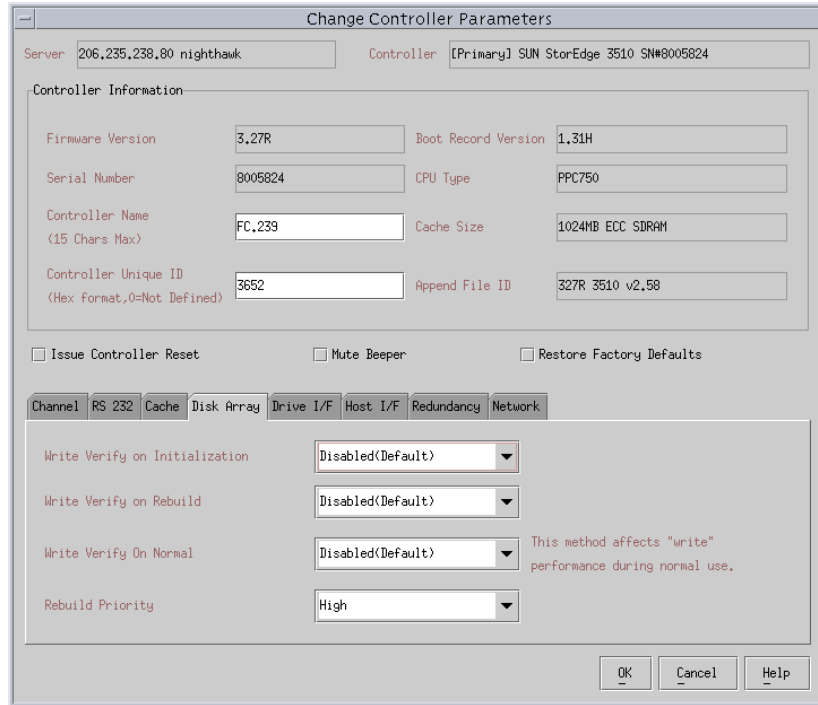 Change Controller Parameters
Server 206.235.238.80 nighthawk Controller [Primary] SUN StorEdge 3510 SN#8005824
Controller Information
Firmware Version 3.27R Boot Record Version 1.31H
Serial Number 8005824 CPU Type PPC750
Controller Name
(15 Chars Max) FC.239 Cache Size 1024MB ECC SDRAM
Controller Unique ID
(Hex format,0=Not Defined) 3652 Append File ID 327R 3510 v2.58
Issue Controller Reset Mute Beeper Restore Factory Defaults
Channel RS 232 Cache Disk Array Drive I/F Host I/F Redundancy Network
Write Verify on Initialization Disabled(Default)
Write Verify on Rebuild Disabled(Default)
Write Verify On Normal Disabled(Default) This method affects "write"
performance during normal use.
Rebuild Priority High
OK Cancel Help